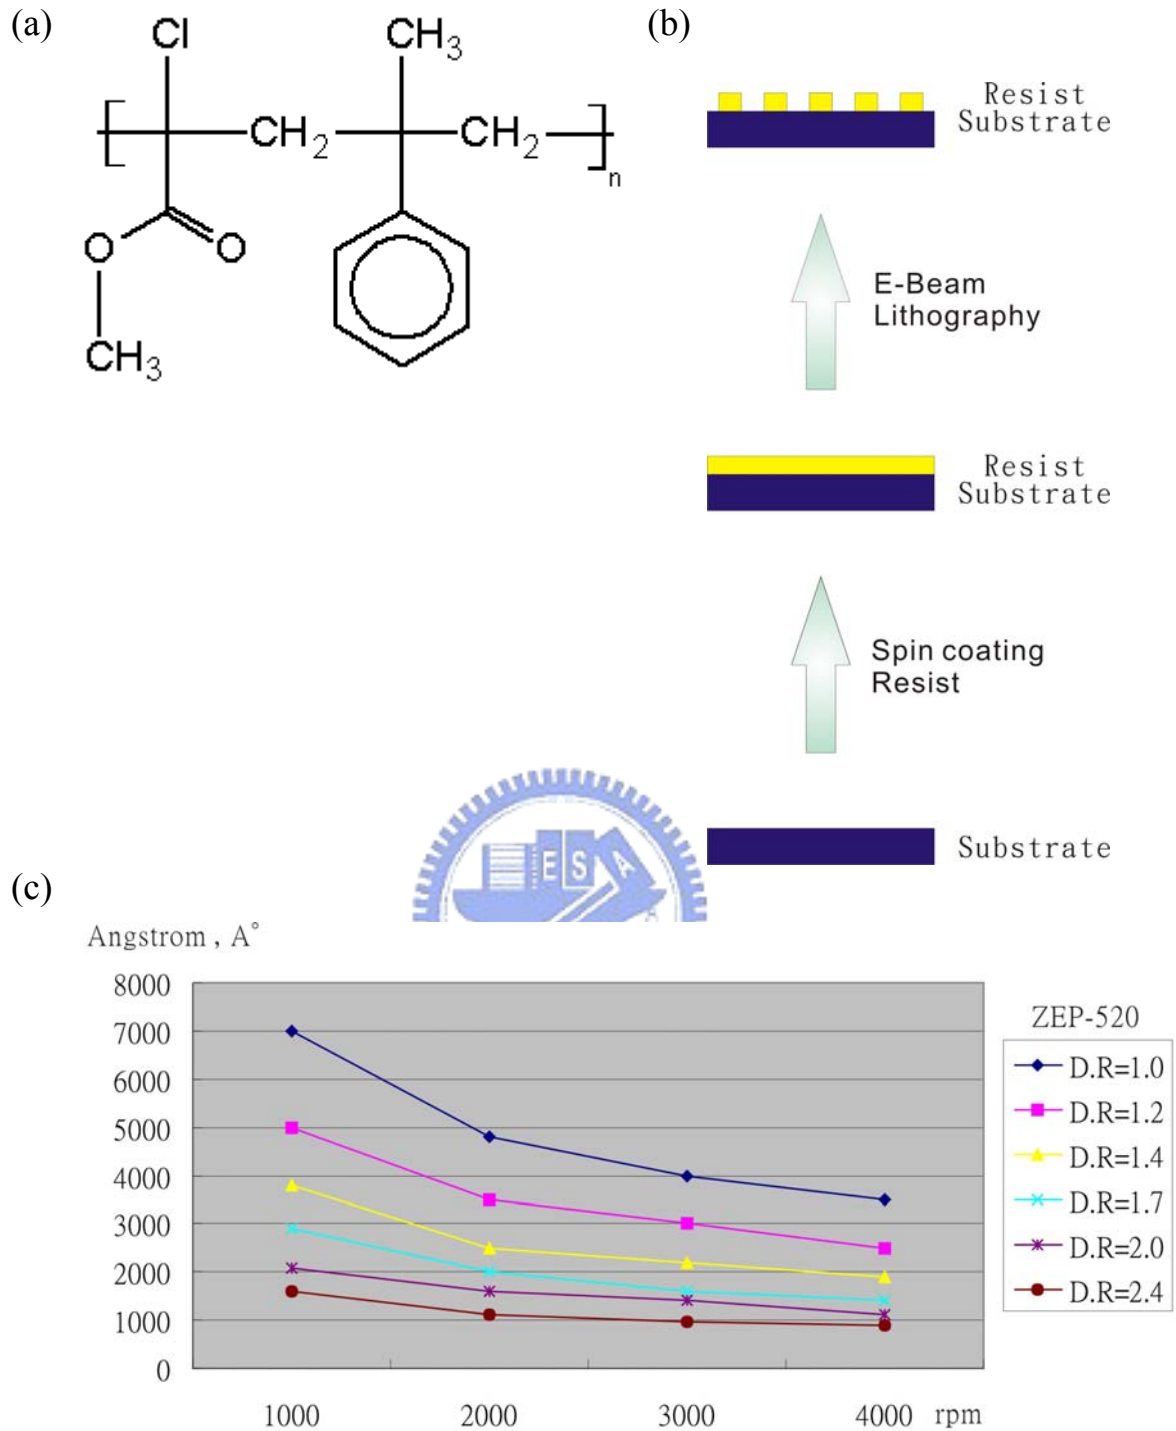 (a)
Cl
CH3
CH2
CH2
n
O
O
CH3
(b)
Resist
Substrate
E-Beam
Lithography
Resist
Substrate
Spin coating
Resist
Substrate
E S A
(c)
Angstrom , A°
8000
7000
6000
5000
4000
3000
2000
1000
0
1000 2000 3000 4000 rpm
ZEP-520
D.R=1.0
D.R=1.2
D.R=1.4
D.R=1.7
D.R=2.0
D.R=2.4